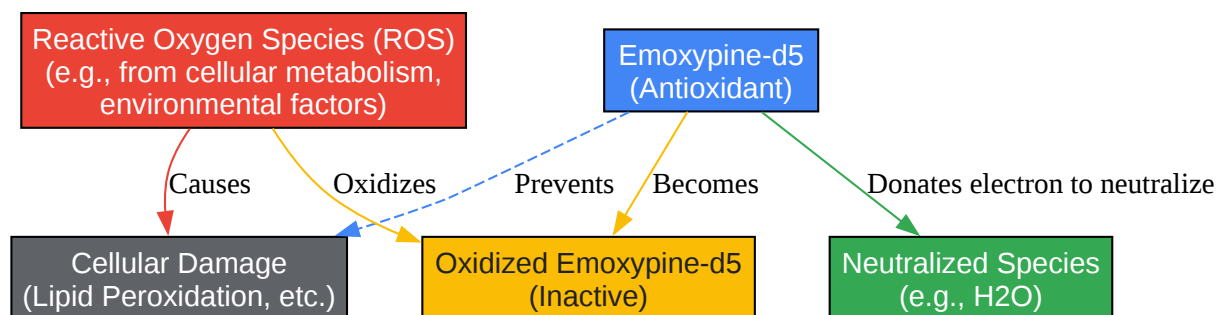 Reactive Oxygen Species (ROS)
(e.g., from cellular metabolism,
environmental factors)
Emoxypine-d5
(Antioxidant)
Causes
Oxidizes
Prevents
Becomes
Donates electron to neutralize
Cellular Damage
(Lipid Peroxidation, etc.)
Oxidized Emoxypine-d5
(Inactive)
Neutralized Species
(e.g., H2O)